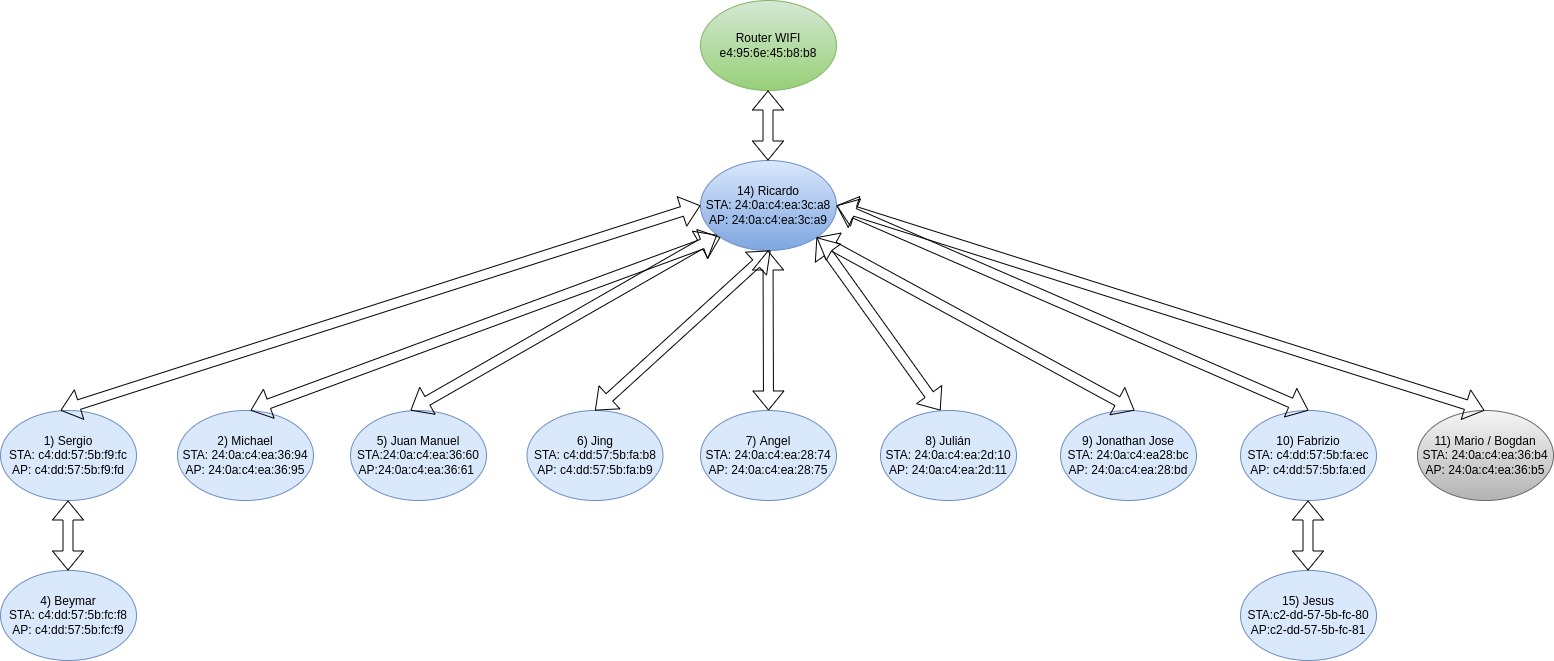 Router WIFI
e4:95:6e:45:b8:b8
14) Ricardo
STA: 24:0a:c4:ea:3c:a8
AP: 24:0a:c4:ea:3c:a9
1) Sergio
STA: c4:dd:57:5b:f9:fc
AP: c4:dd:57:5b:f9:fd
2) Michael
STA: 24:0a:c4:ea:36:94
AP: 24:0a:c4:ea:36:95
5) Juan Manuel
STA:24:0a:c4:ea:36:60
AP:24:0a:c4:ea:36:61
6) Jing
STA: c4:dd:57:5b:fa:b8
AP: c4:dd:57:5b:fa:b9
7) Angel
STA: 24:0a:c4:ea:28:74
AP: 24:0a:c4:ea:28:75
8) Julián
STA: 24:0a:c4:ea:2d:10
AP: 24:0a:c4:ea:2d:11
9) Jonathan Jose
STA: 24:0a:c4:ea28:bc
AP: 24:0a:c4:ea:28:bd
10) Fabrizio
STA: c4:dd:57:5b:fa:ec
AP: c4:dd:57:5b:fa:ed
11) Mario / Bogdan
STA: 24:0a:c4:ea:36:b4
AP: 24:0a:c4:ea:36:b5
4) Beymar
STA: c4:dd:57:5b:fc:f8
AP: c4:dd:57:5b:fc:f9
15) Jesus
STA:c2-dd-57-5b-fc-80
AP:c2-dd-57-5b-fc-81